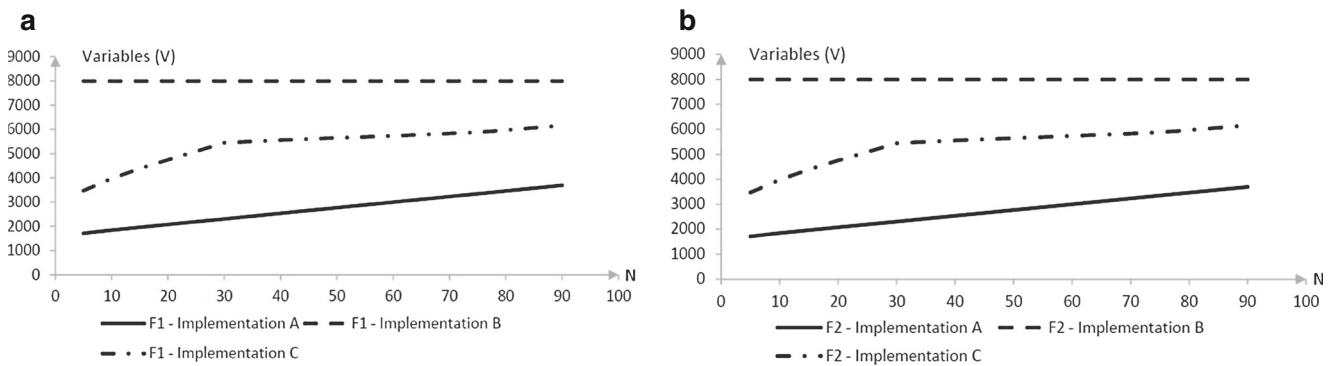 a
Variables (V)
9000
8000
7000
6000
5000
4000
3000
2000
1000
0
0 10 20 30 40 50 60 70 80 90 100
N
F1 - Implementation A F1 - Implementation B
F1 - Implementation C
b
Variables (V)
9000
8000
7000
6000
5000
4000
3000
2000
1000
0
0 10 20 30 40 50 60 70 80 90 100
N
F2 - Implementation A F2 - Implementation B
F2 - Implementation C